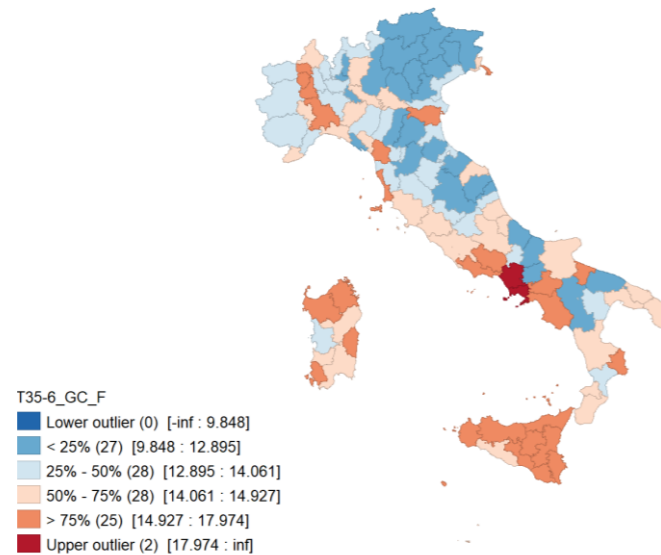 T35-6_GC_F
Lower outlier (0) [-inf : 9.848]
< 25% (27) [9.848 : 12.895]
25% - 50% (28) [12.895 : 14.061]
50% - 75% (28) [14.061 : 14.927]
> 75% (25) [14.927 : 17.974]
Upper outlier (2) [17.974 : inf]